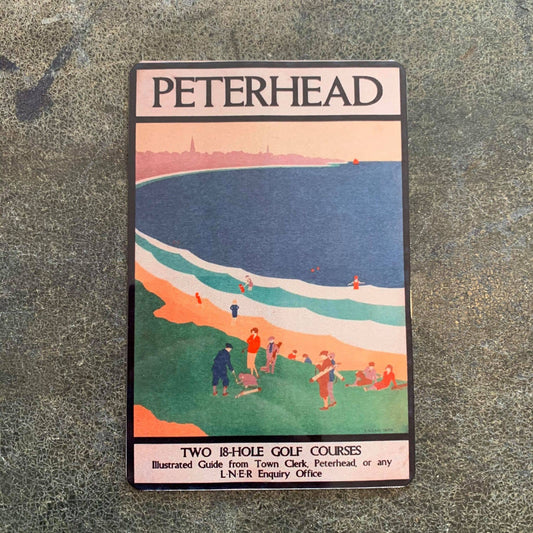 PETERHEAD
TWO 18-HOLE GOLF COURSES
Illustrated Guide from Town Clerk, Peterhead, or any
L·N·E·R Enquiry Office